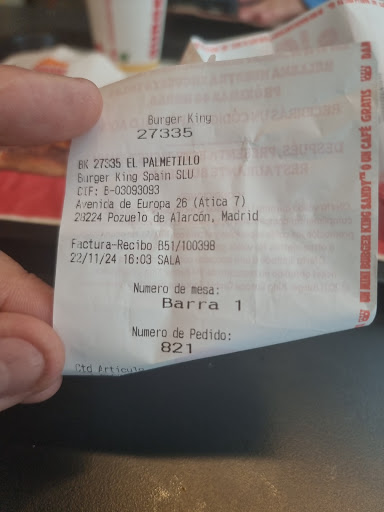 Burger King
27335
BK 27335 EL PALMETILLO
Burger King Spain SLU
CIF: B-03093093
Avenida de Europa 26 (Atica 7)
28224 Pozuelo de Alarcón, Madrid
Factura-Recibo B51/100398
22/11/24 16:03 SALA
Numero de mesa:
Barra 1
Numero de Pedido:
821
Ctd Articulo